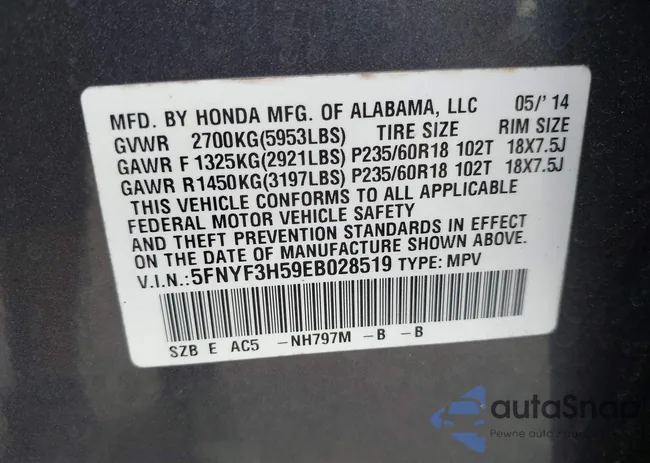 MFD. BY HONDA MFG. OF ALABAMA, LLC 05/'14
GVWR 2700KG(5953LBS) TIRE SIZE RIM SIZE
GAWR F 1325KG(2921LBS) P235/60R18 102T 18X7.5J
GAWR R1450KG(3197LBS) P235/60R18 102T 18X7.5J
THIS VEHICLE CONFORMS TO ALL APPLICABLE
FEDERAL MOTOR VEHICLE SAFETY
AND THEFT PREVENTION STANDARDS IN EFFECT
ON THE DATE OF MANUFACTURE SHOWN ABOVE.
V.I.N.: 5FNYF3H59EB028519 TYPE: MPV
SZB E AC5 -NH797M -B -B
autaSnap
Pewne auto z